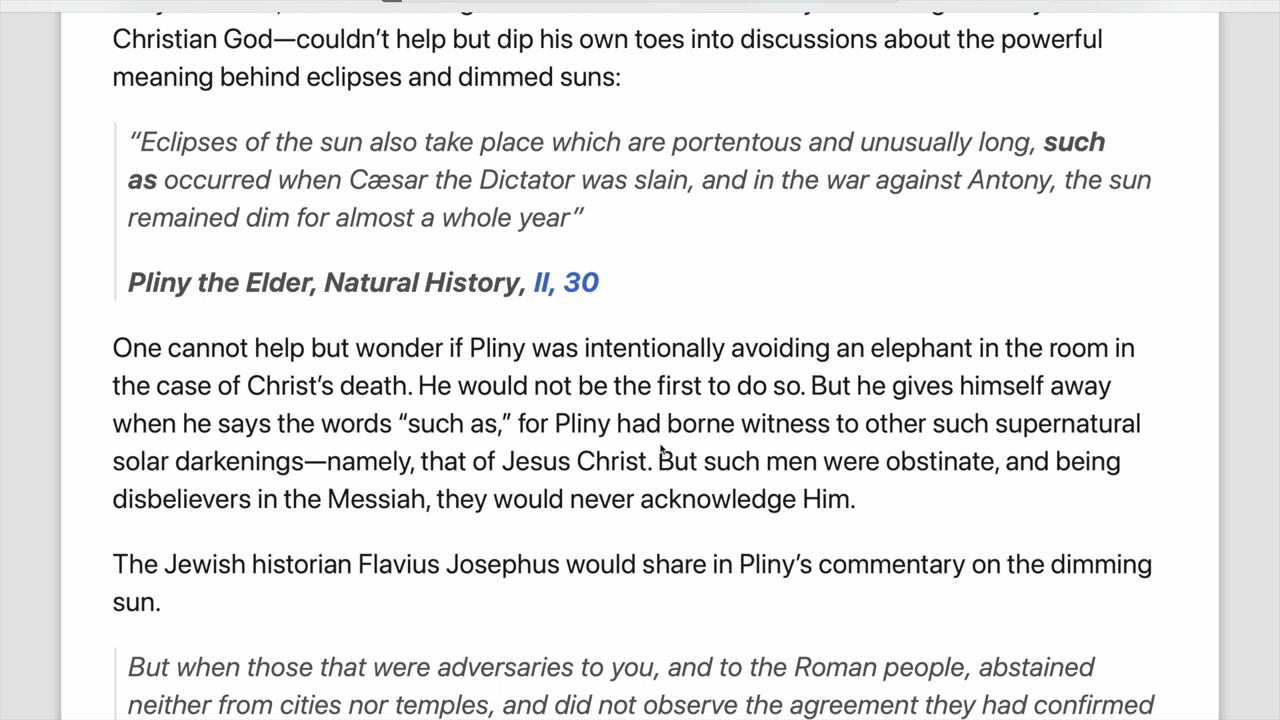 Christian God—couldn’t help but dip his own toes into discussions about the powerful
meaning behind eclipses and dimmed suns:
“Eclipses of the sun also take place which are portentous and unusually long, such
as occurred when Cæsar the Dictator was slain, and in the war against Antony, the sun
remained dim for almost a whole year”
Pliny the Elder, Natural History, II, 30
One cannot help but wonder if Pliny was intentionally avoiding an elephant in the room in
the case of Christ’s death. He would not be the first to do so. But he gives himself away
when he says the words “such as,” for Pliny had borne witness to other such supernatural
solar darkenings—namely, that of Jesus Christ. But such men were obstinate, and being
disbelievers in the Messiah, they would never acknowledge Him.
The Jewish historian Flavius Josephus would share in Pliny’s commentary on the dimming
sun.
But when those that were adversaries to you, and to the Roman people, abstained
neither from cities nor temples, and did not observe the agreement they had confirmed